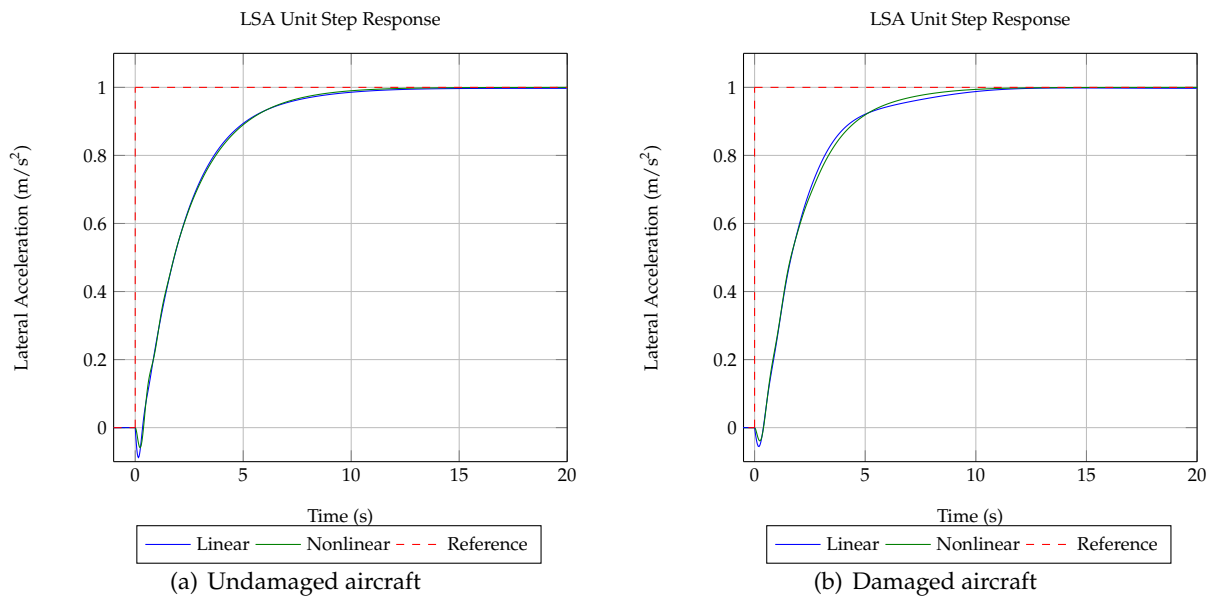 LSA Unit Step Response
Lateral Acceleration (m/s²)
1
0.8
0.6
0.4
0.2
0
0 5 10 15 20
Time (s)
Linear Nonlinear Reference
(a) Undamaged aircraft
LSA Unit Step Response
Lateral Acceleration (m/s²)
1
0.8
0.6
0.4
0.2
0
0 5 10 15 20
Time (s)
Linear Nonlinear Reference
(b) Damaged aircraft